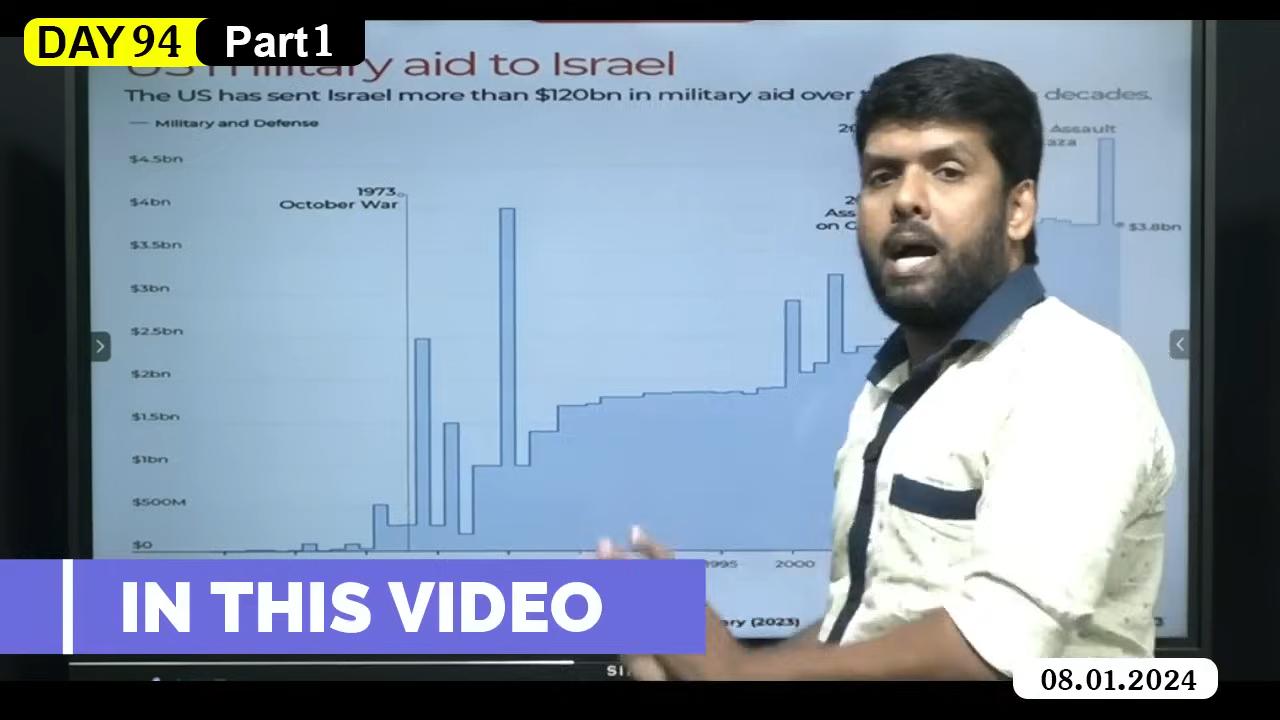 DAY 94 Part 1
US military aid to Israel
The US has sent Israel more than $120bn in military aid over decades.
Military and Defense
Assault
$4.5bn
1973
October War
$4bn
on
$3.8bn
$3.5bn
$3bn
$2.5bn
$2bn
$1.5bn
$1bn
$500M
$0
1995 2000
IN THIS VIDEO
(2023)
08.01.2024